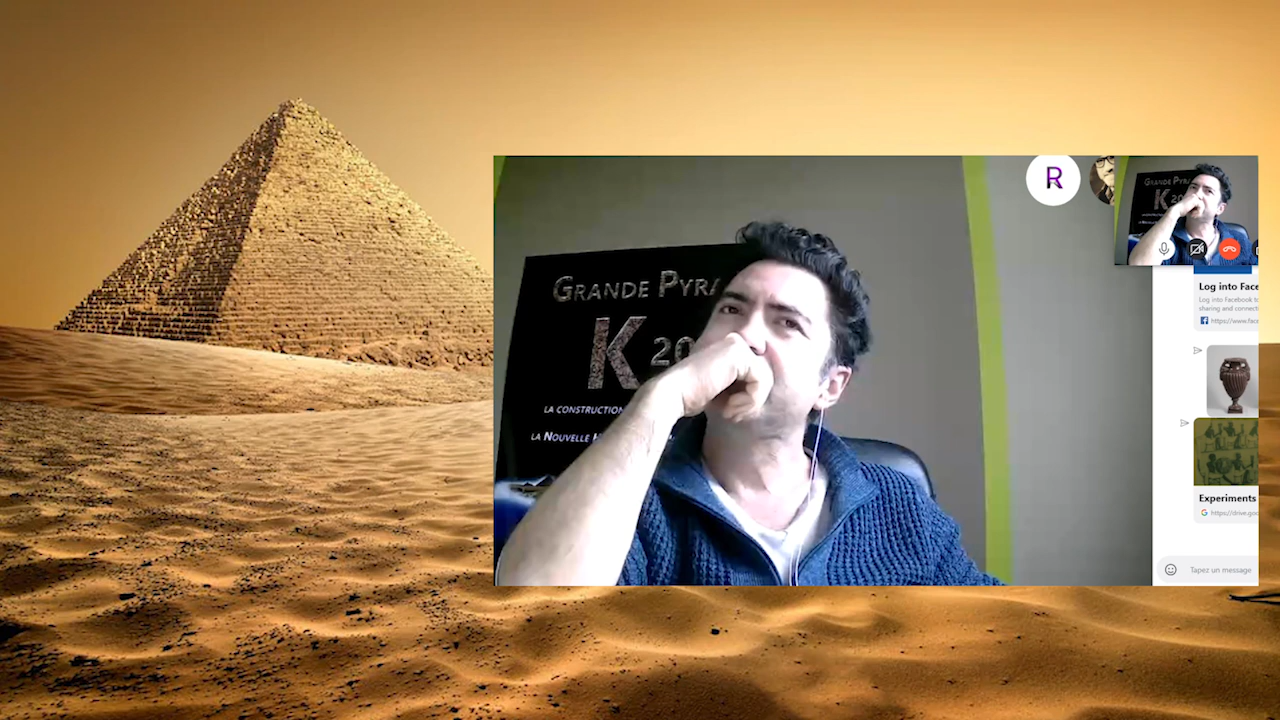 GRANDE PYRA
K 20
LA CONSTRUCTION
LA NOUVELLE
R
GRANDE PYRA
K 20
Log into Face
Log into Facebook to
sharing and connect
https://www.face
Experiments
https://drive.goo
Tapez un message